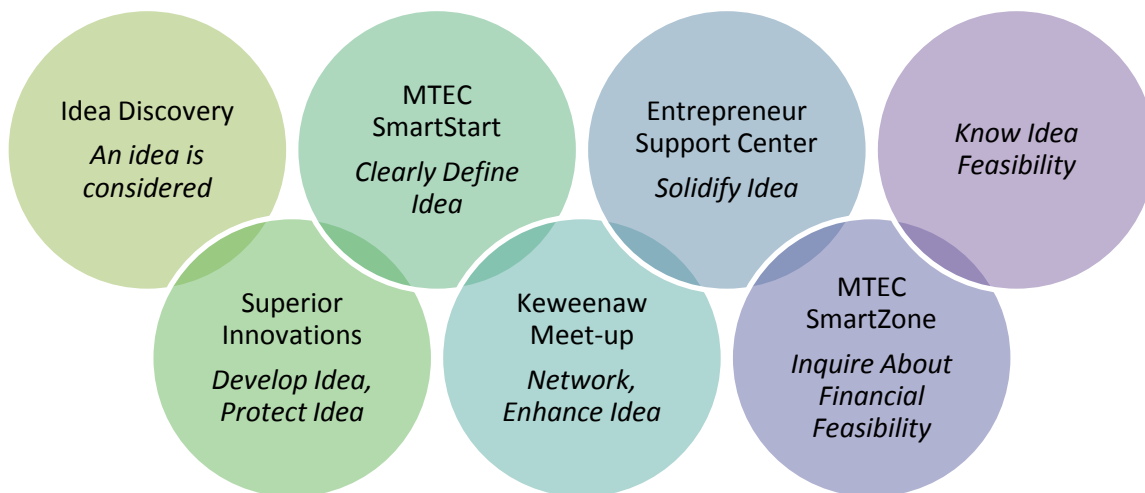 Idea Discovery
An idea is
considered
MTEC
SmartStart
Clearly Define
Idea
Entrepreneur
Support Center
Solidify Idea
Know Idea
Feasibility
Superior
Innovations
Develop Idea,
Protect Idea
Keweenaw
Meet-up
Network,
Enhance Idea
MTEC
SmartZone
Inquire About
Financial
Feasibility